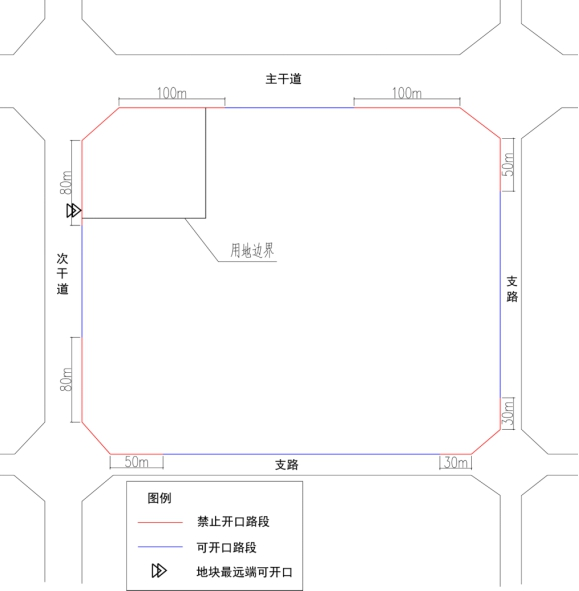 主干道
100m
100m
80m
50m
用地边界
次干道
支路
80m
30m
50m
支路
30m
图例
禁止开口路段
可开口路段
地块最远端可开口